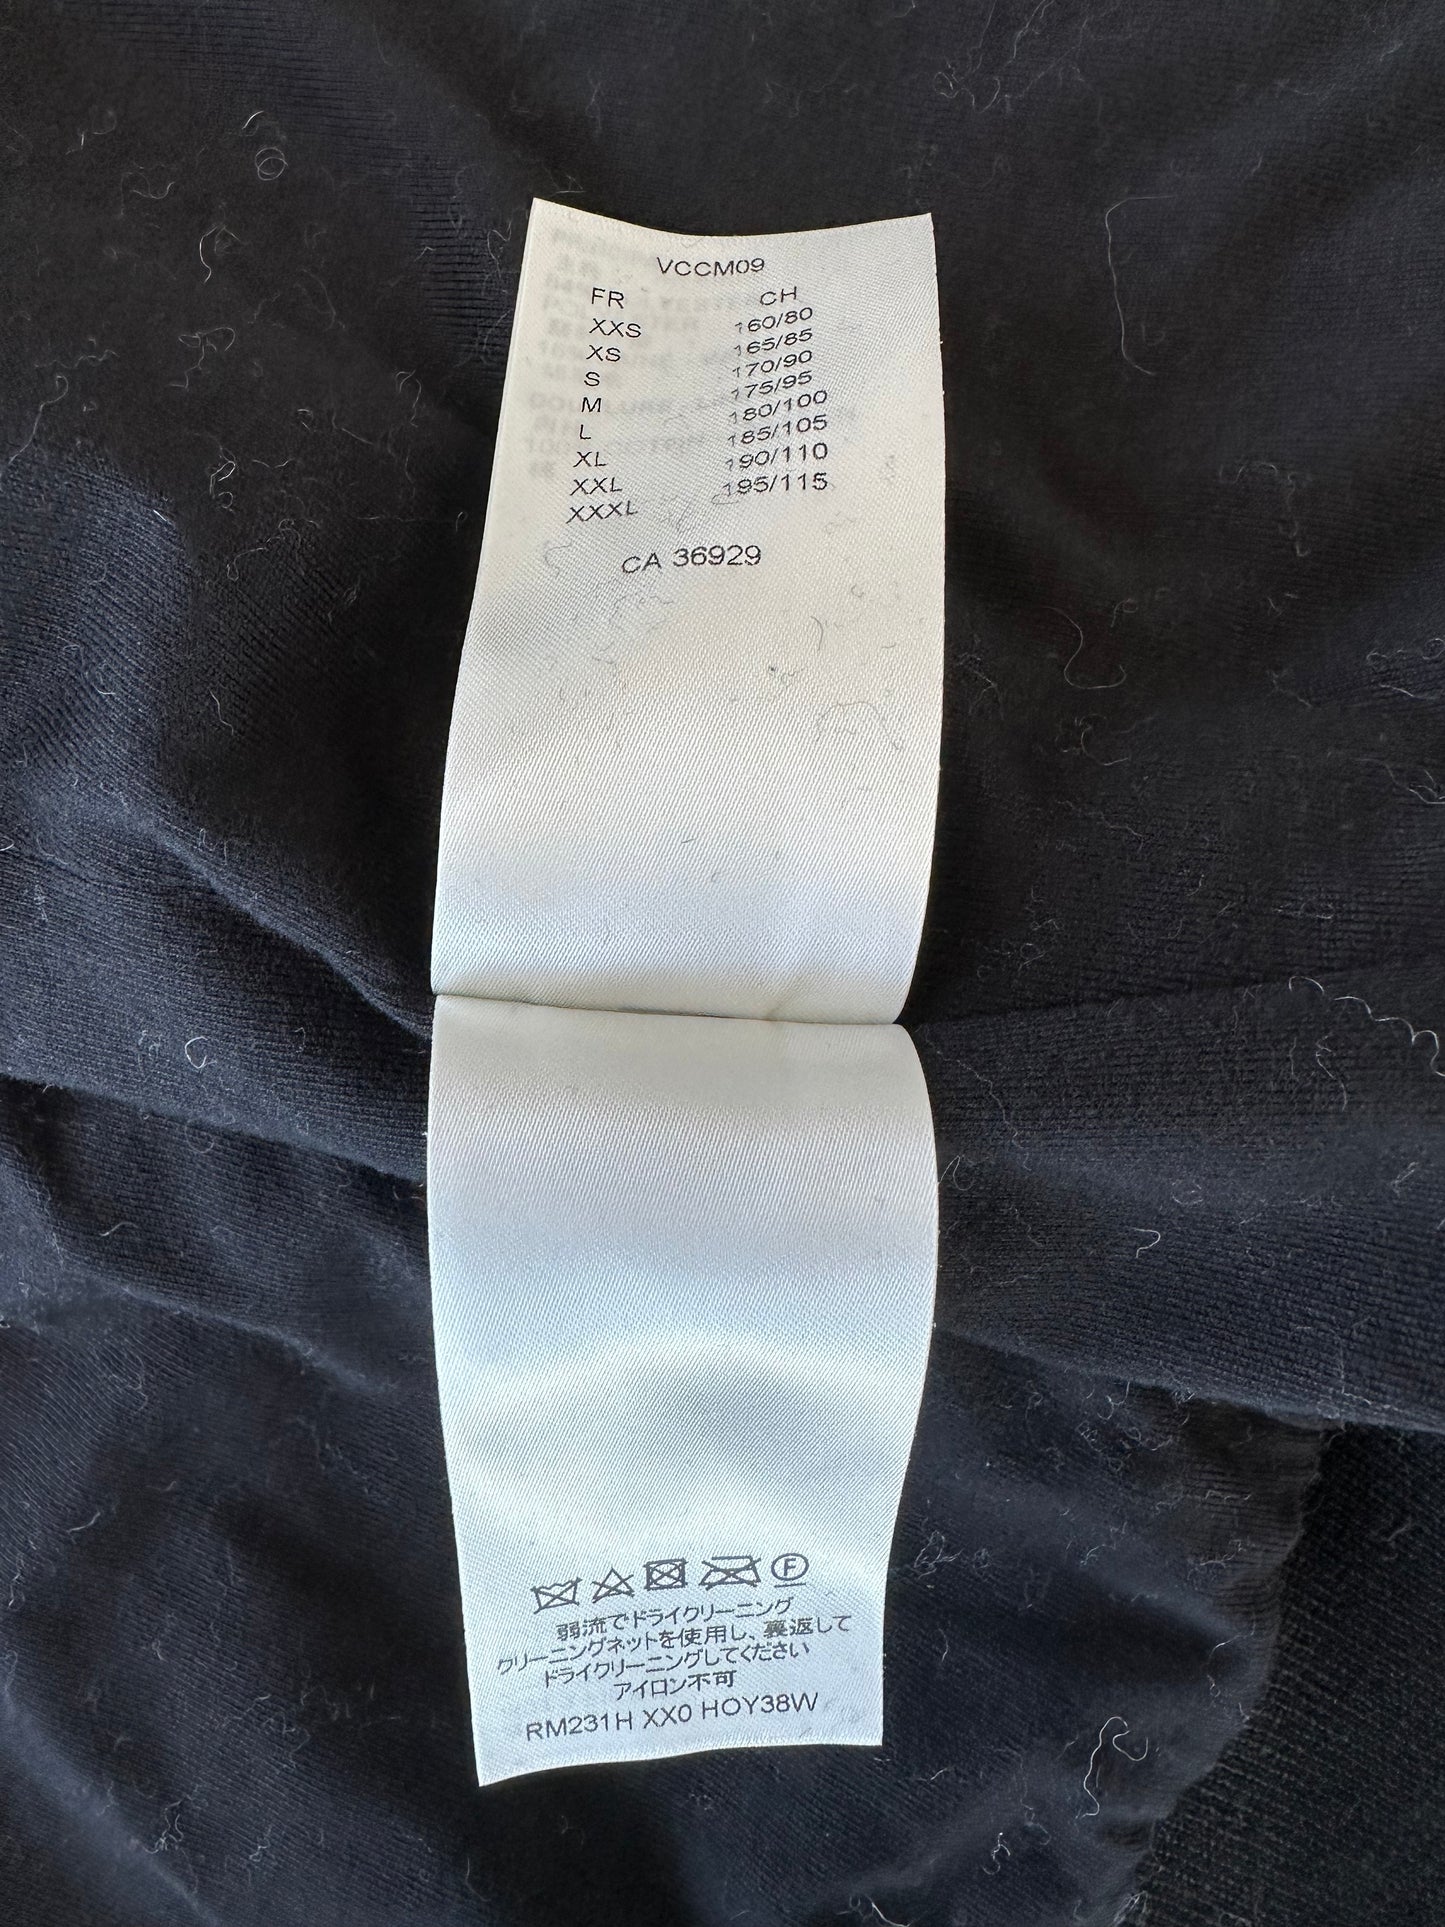 VCCM09
FR CH
XXS 160/80
XS 165/85
S 170/90
M 175/95
L 180/100
XL 185/105
XXL 190/110
XXXL 195/115
CA 36929
F
弱流でドライクリーニング
クリーニングネットを使用し、裏返して
ドライクリーニングしてください
アイロン不可
RM231H XX0 HOY38W